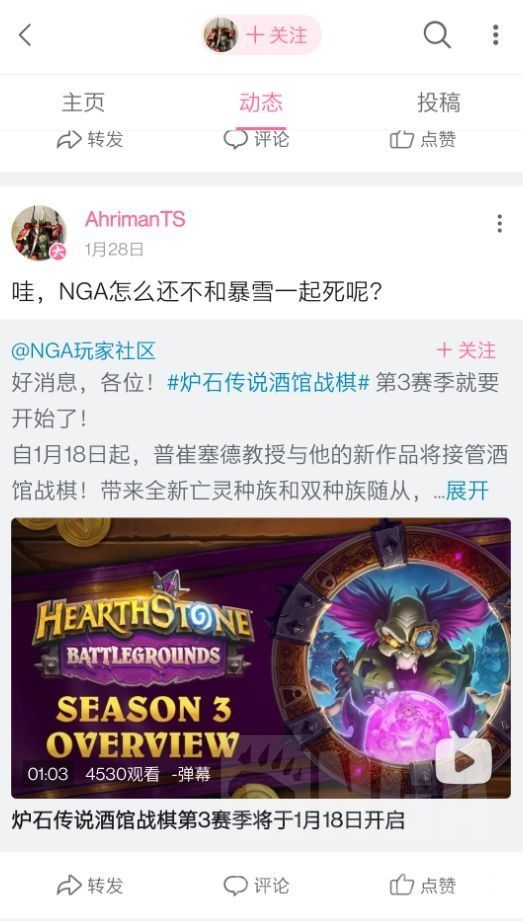 + 关注
主页
动态
投稿
转发
评论
点赞
AhrimanTS
大
1月28日
哇，NGA怎么还不和暴雪一起死呢？
@NGA玩家社区
+ 关注
好消息，各位！#炉石传说酒馆战棋# 第3赛季就要
开始了！
自1月18日起，普崔塞德教授与他的新作品将接管酒
馆战棋！带来全新亡灵种族和双种族随从，...展开
HEARTHSTONE
BATTLEGROUNDS
SEASON 3
OVERVIEW
01:03 4530观看 -弹幕
NGA
炉石传说酒馆战棋第3赛季将于1月18日开启
转发
评论
点赞